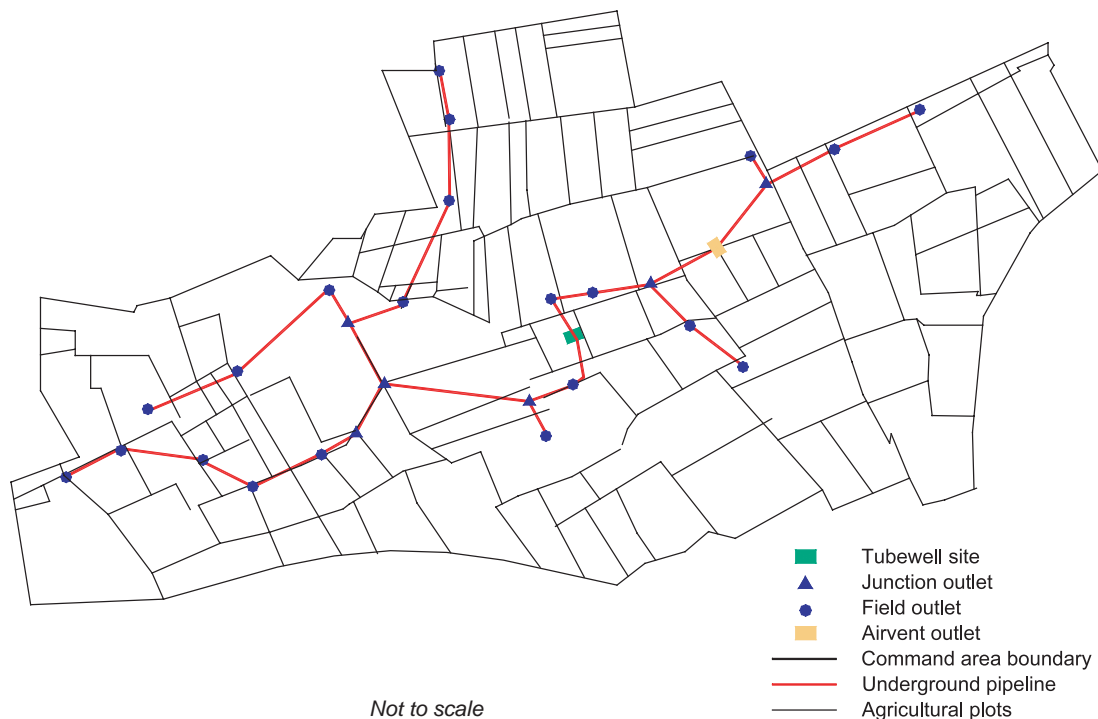 Tubewell site
Junction outlet
Field outlet
Airvent outlet
Command area boundary
Underground pipeline
Agricultural plots
Not to scale